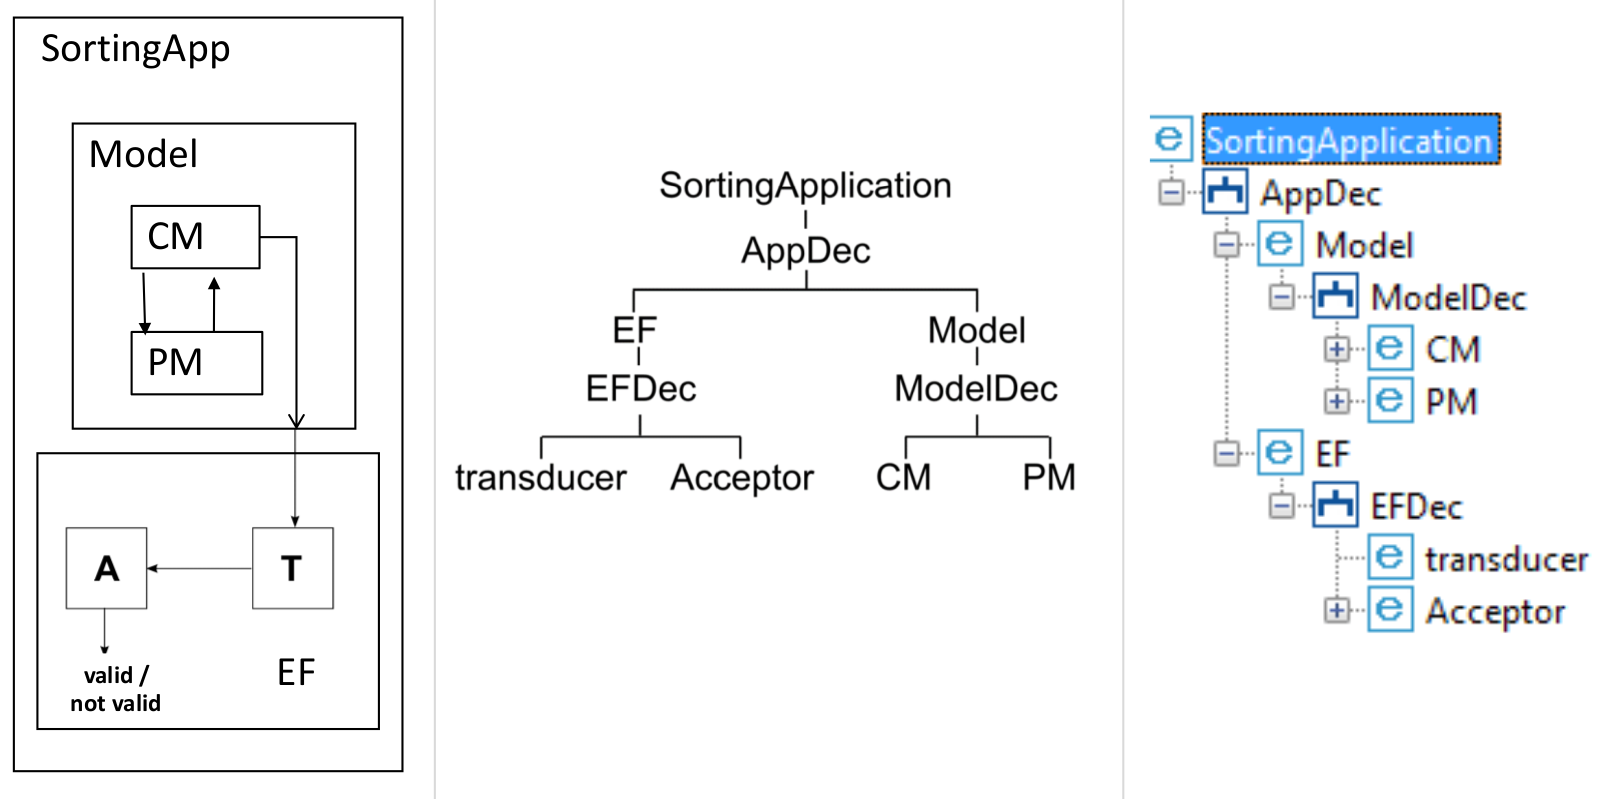 SortingApp
Model
CM
PM
A
T
valid /
not valid
EF
SortingApplication
AppDec
EF
Model
EFDec
ModelDec
transducer
Acceptor
CM
PM
SortingApplication
AppDec
Model
ModelDec
CM
PM
EF
EFDec
transducer
Acceptor